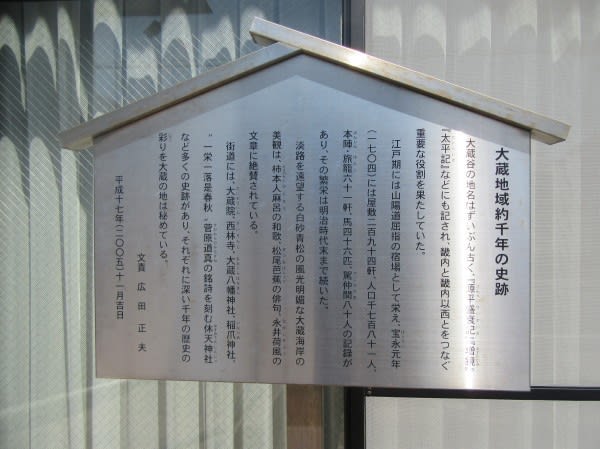 大蔵地域約千年の史跡
大蔵谷の地名はずいぶん古く、『源平盛衰記』『曽我
『太平記』などにも記され、畿内と畿内以西とをつなぐ
重要な役割を果たしていた。
江戸期には山陽道屈指の宿場として栄え、宝永元年
（一七〇四）には屋敷二百九十四軒、人口千七百八十一人、
本陣・旅籠六十一軒、馬四十六匹、駕仲間八十人の記録が
あり、その繁栄は明治時代末まで続いた。
淡路を遠望する白砂青松の風光明媚な大蔵海岸の
美観は、柿本人麻呂の和歌、松尾芭蕉の俳句、永井荷風の
文章に絶賛されている。
街道には、大蔵院、西林寺、大蔵八幡神社、稲爪神社、
“一栄一落是春秋”菅原道真の銘詩を刻む休天神社
など多くの史跡があり、それぞれに深い千年の歴史の
彩りを大蔵の地は秘めている。
平成十七年（二〇〇五）十一月吉日
文責 広田 正夫